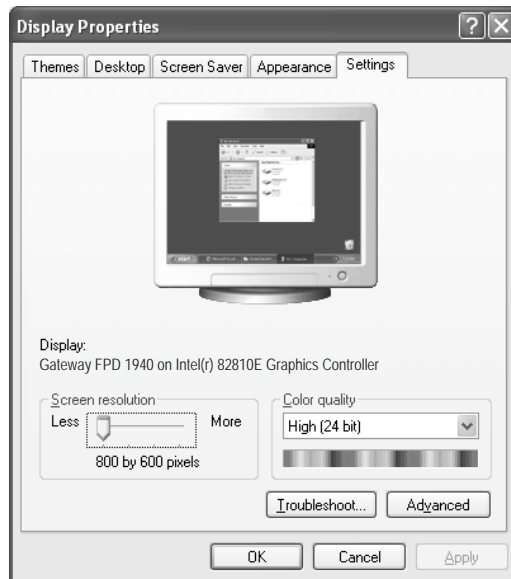 Display Properties
Themes Desktop Screen Saver Appearance Settings
start
Display:
Gateway FPD 1940 on Intel(r) 82810E Graphics Controller
Screen resolution
Less More
800 by 600 pixels
Color quality
High (24 bit)
Troubleshoot... Advanced
OK Cancel Apply